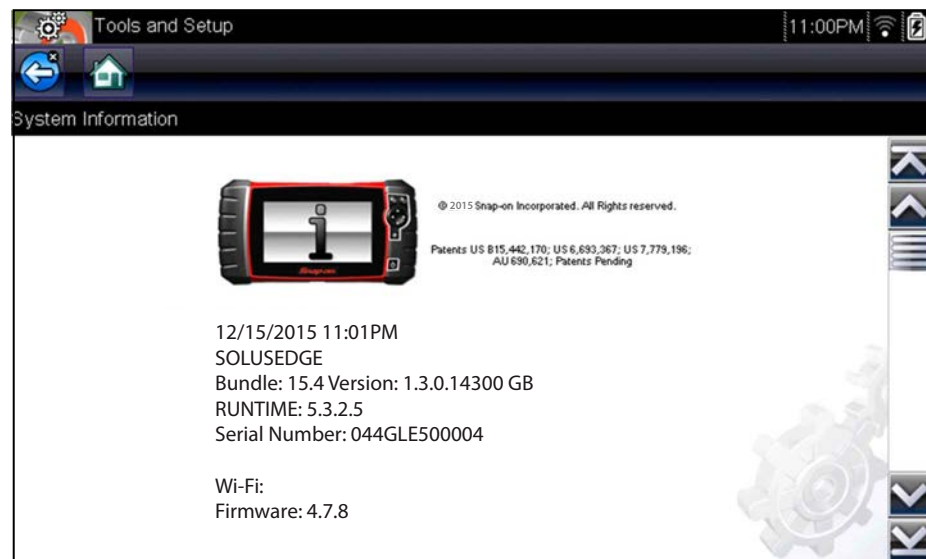 Tools and Setup
11:00PM
System Information
© 2015 Snap-on Incorporated. All Rights reserved.
Patents US 815,442,170; US 6,693,367; US 7,779,196;
AU 690,621; Patents Pending
Snap-on
12/15/2015 11:01PM
SOLUSEDGE
Bundle: 15.4 Version: 1.3.0.14300 GB
RUNTIME: 5.3.2.5
Serial Number: 044GLE500004
Wi-Fi:
Firmware: 4.7.8